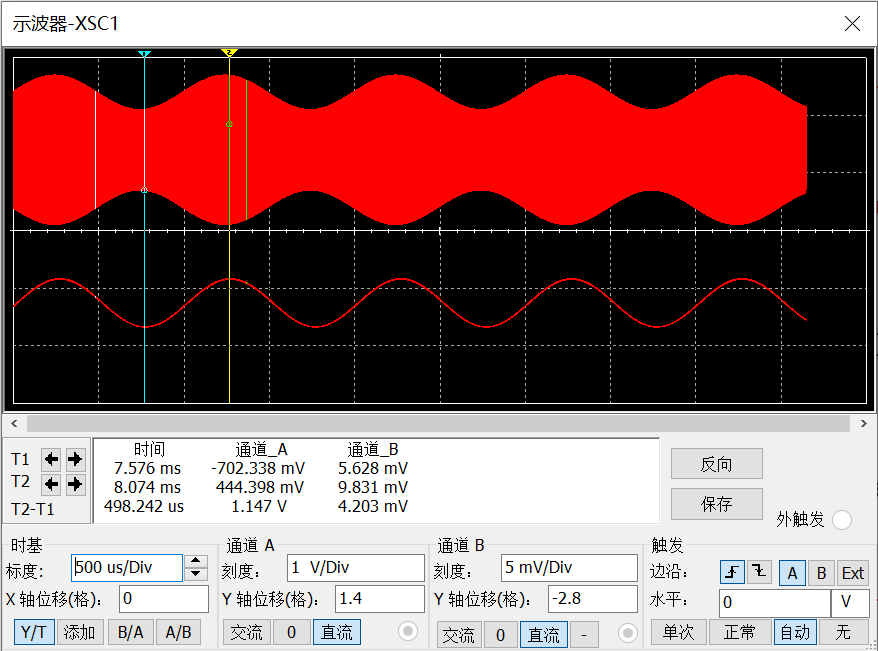 示波器-XSC1
1 2
时间 通道_A 通道_B
T1 7.576 ms -702.338 mV 5.628 mV
T2 8.074 ms 444.398 mV 9.831 mV
T2-T1 498.242 us 1.147 V 4.203 mV
反向
保存
外触发
时基 通道 A 通道 B 触发
标度: 500 us/Div 刻度: 1 V/Div 刻度: 5 mV/Div 边沿: A B Ext
X 轴位移(格): 0 Y 轴位移(格): 1.4 Y 轴位移(格): -2.8 水平: 0 V
Y/T 添加 B/A A/B 交流 0 直流 交流 0 直流 - 单次 正常 自动 无